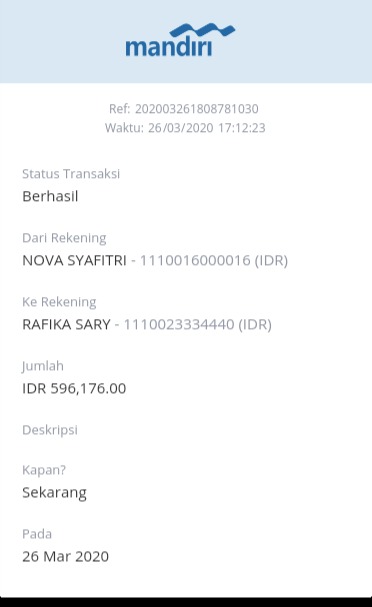 mandiri
Ref: 202003261808781030
Waktu: 26/03/2020 17:12:23
Status Transaksi
Berhasil
Dari Rekening
NOVA SYAFITRI - 1110016000016 (IDR)
Ke Rekening
RAFIKA SARY - 1110023334440 (IDR)
Jumlah
IDR 596,176.00
Deskripsi
Kapan?
Sekarang
Pada
26 Mar 2020